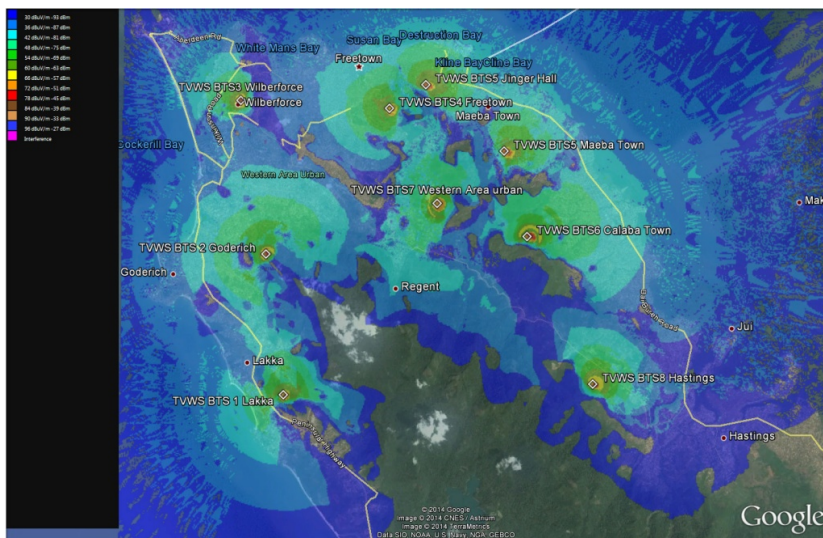 30 dBuV/m -93 dBm
36 dBuV/m -87 dBm
42 dBuV/m -81 dBm
48 dBuV/m -75 dBm
54 dBuV/m -69 dBm
60 dBuV/m -63 dBm
66 dBuV/m -57 dBm
72 dBuV/m -51 dBm
78 dBuV/m -45 dBm
84 dBuV/m -39 dBm
90 dBuV/m -33 dBm
96 dBuV/m -27 dBm
Interference
Aberdeen Rd
White Mans Bay
Susan Bay
Destruction Bay
Freetown
Kline Bay
Cline Bay
TVWS BTS5 Jinger Hall
TVWS BTS3 Wilberforce
Wilberforce
TVWS BTS4 Freetown
Maeba Town
Cockerill Bay
TVWS BTS5 Maeba Town
Western Area Urban
TVWS BTS7 Western Area urban
Mak
TVWS BTS6 Calaba Town
TVWS BTS 2 Goderich
Goderich
Regent
Jui
Lakka
TVWS BTS 1 Lakka
TVWS BTS8 Hastings
Peninsula Highway
Hastings
© 2014 Google
Image © 2014 CNES / Astrium
Image © 2014 TerraMetrics
Data SIO, NOAA, U.S. Navy, NGA, GEBCO
Google